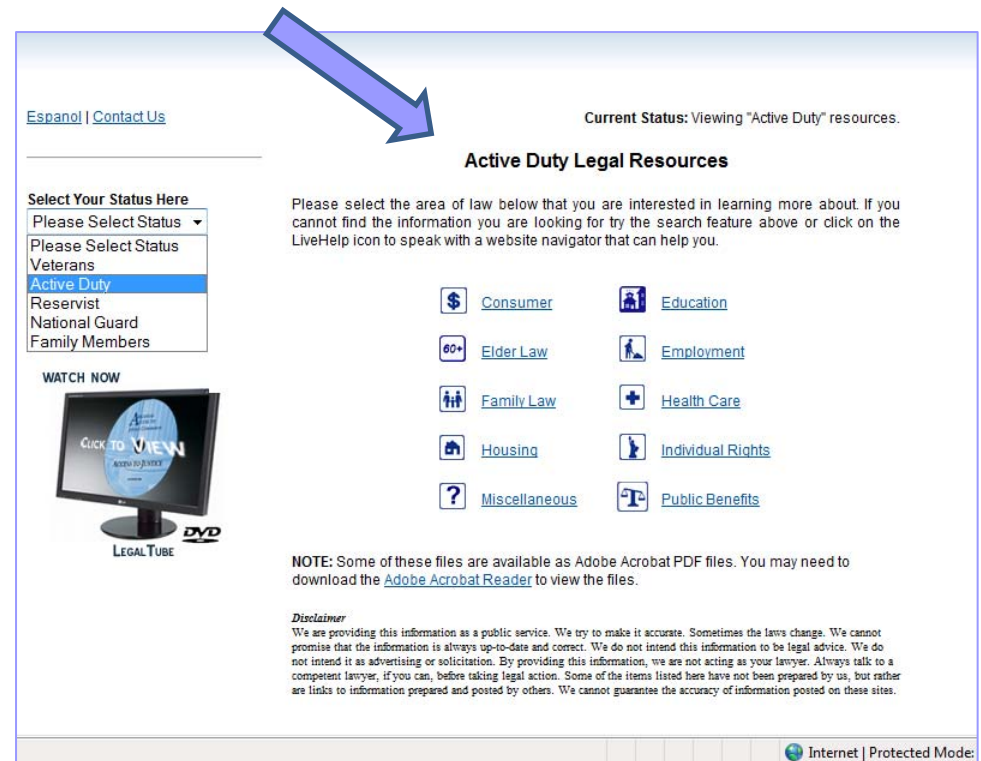 Espanol | Contact Us
Current Status: Viewing "Active Duty" resources.
Active Duty Legal Resources
Select Your Status Here
Please Select Status
Please Select Status
Veterans
Active Duty
Reservist
National Guard
Family Members
WATCH NOW
CLICK TO VIEW
ACCESS TO JUSTICE
DVD
LEGALTUBE
Please select the area of law below that you are interested in learning more about. If you
cannot find the information you are looking for try the search feature above or click on the
LiveHelp icon to speak with a website navigator that can help you.
$ Consumer
Education
60+ Elder Law
Employment
Family Law
Health Care
Housing
Individual Rights
? Miscellaneous
Public Benefits
NOTE: Some of these files are available as Adobe Acrobat PDF files. You may need to
download the Adobe Acrobat Reader to view the files.
Disclaimer
We are providing this information as a public service. We try to make it accurate. Sometimes the laws change. We cannot
promise that the information is always up-to-date and correct. We do not intend this information to be legal advice. We do
not intend it as advertising or solicitation. By providing this information, we are not acting as your lawyer. Always talk to a
competent lawyer, if you can, before taking legal action. Some of the items listed here have not been prepared by us, but rather
are links to information prepared and posted by others. We cannot guarantee the accuracy of information posted on these sites.
Internet | Protected Mode: